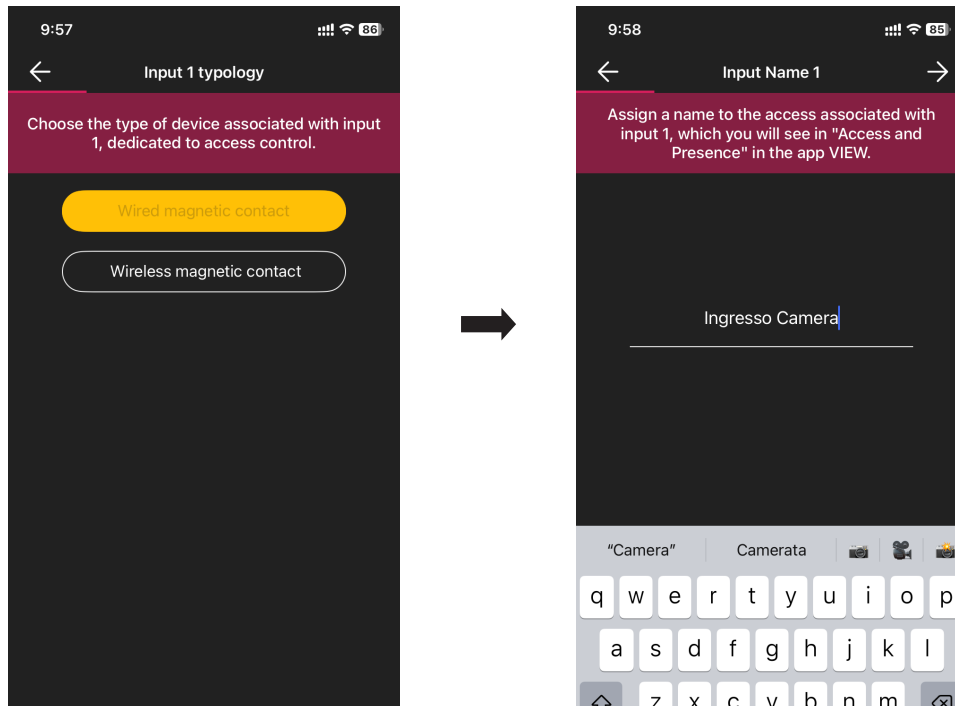 9:57
86
Input 1 typology
Choose the type of device associated with input
1, dedicated to access control.
Wired magnetic contact
Wireless magnetic contact
9:58
85
Input Name 1
Assign a name to the access associated with
input 1, which you will see in "Access and
Presence" in the app VIEW.
Ingresso Camera
“Camera” Camerata
q w e r t y u i o p
a s d f g h j k l
z x c v b n m